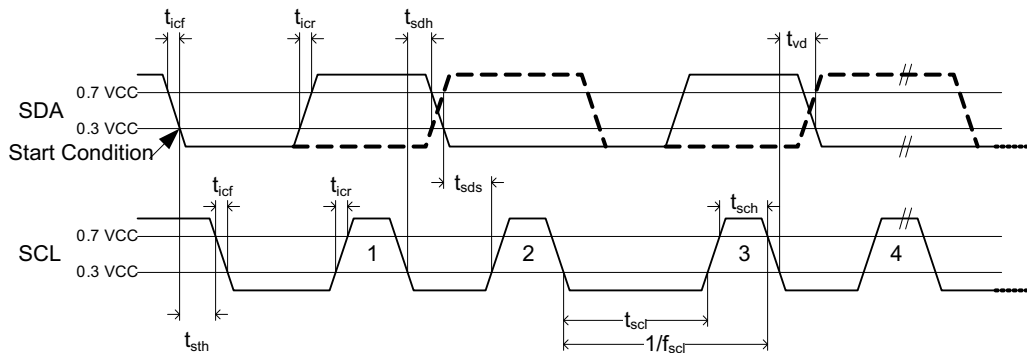 t_icf t_icr t_sdh t_vd
0.7 VCC
SDA
0.3 VCC
Start Condition
t_icf t_icr t_sds t_sch
0.7 VCC
SCL 1 2 3 4
0.3 VCC
t_scl
t_sth 1/f_scl